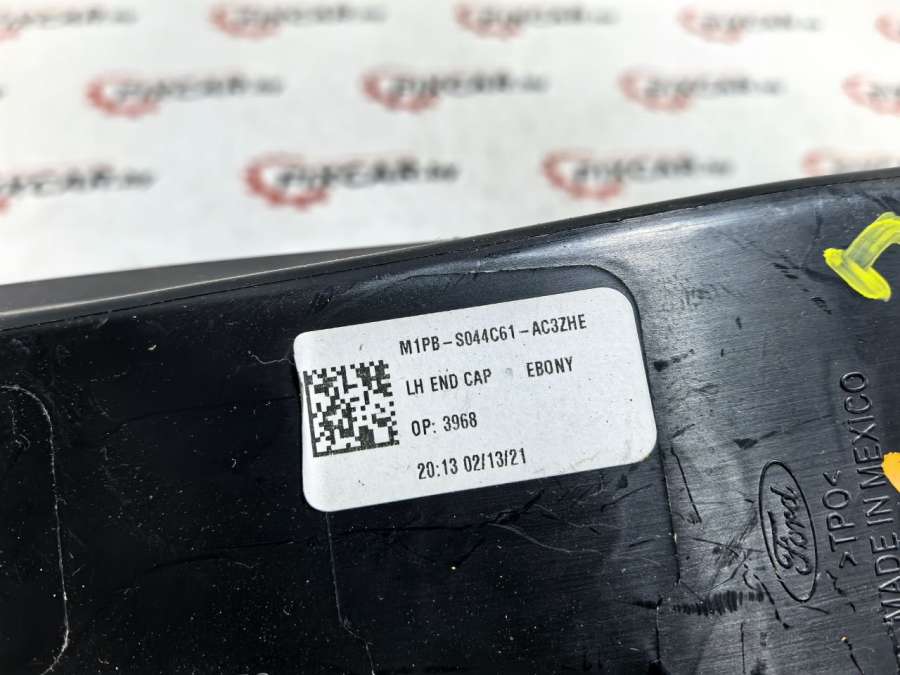 M1PB-S044C61-AC3ZHE
LH END CAP EBONY
OP: 3968
20:13 02/13/21
Ford
>TPO<
MADE IN MEXICO